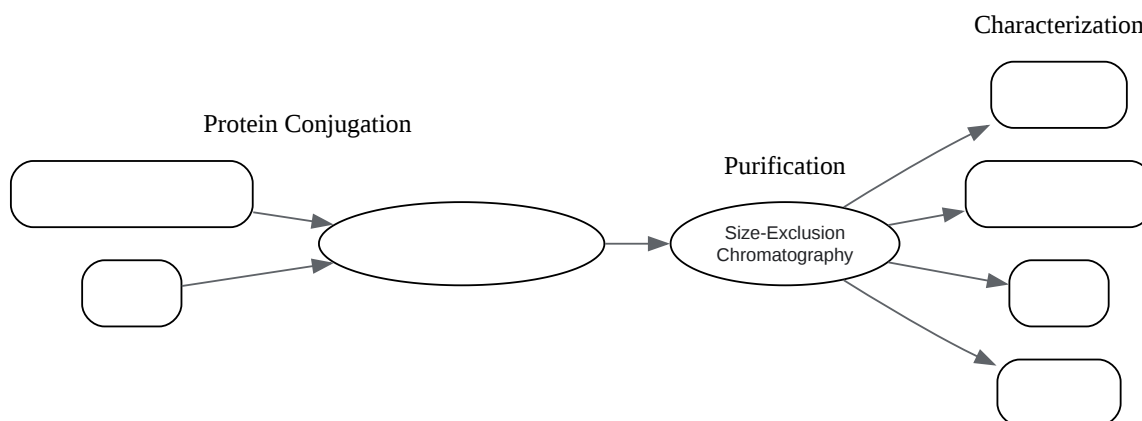 Characterization
Protein Conjugation
Purification
Size-Exclusion
Chromatography